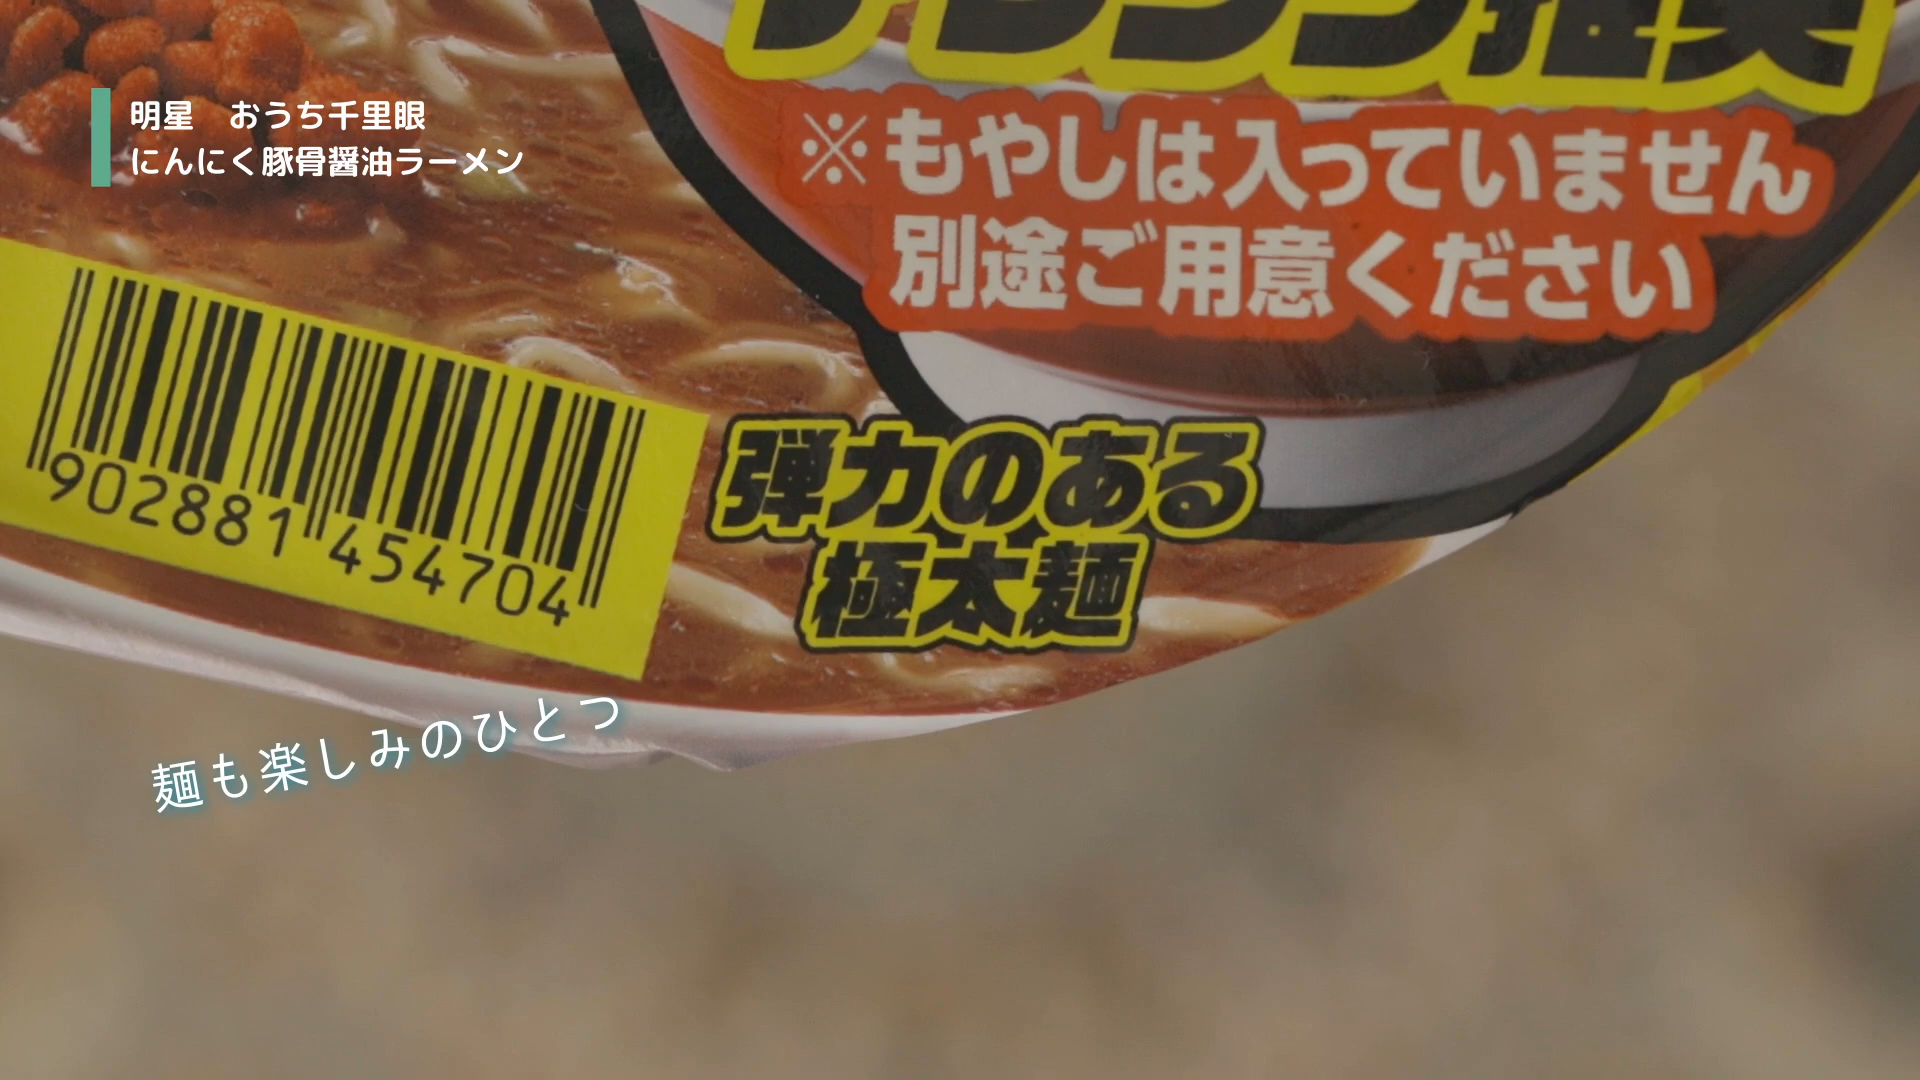 明星　おうち千里眼
にんにく豚骨醤油ラーメン
※もやしは入っていません
別途ご用意ください
902881 454704
弾力のある
極太麺
麺も楽しみのひとつ